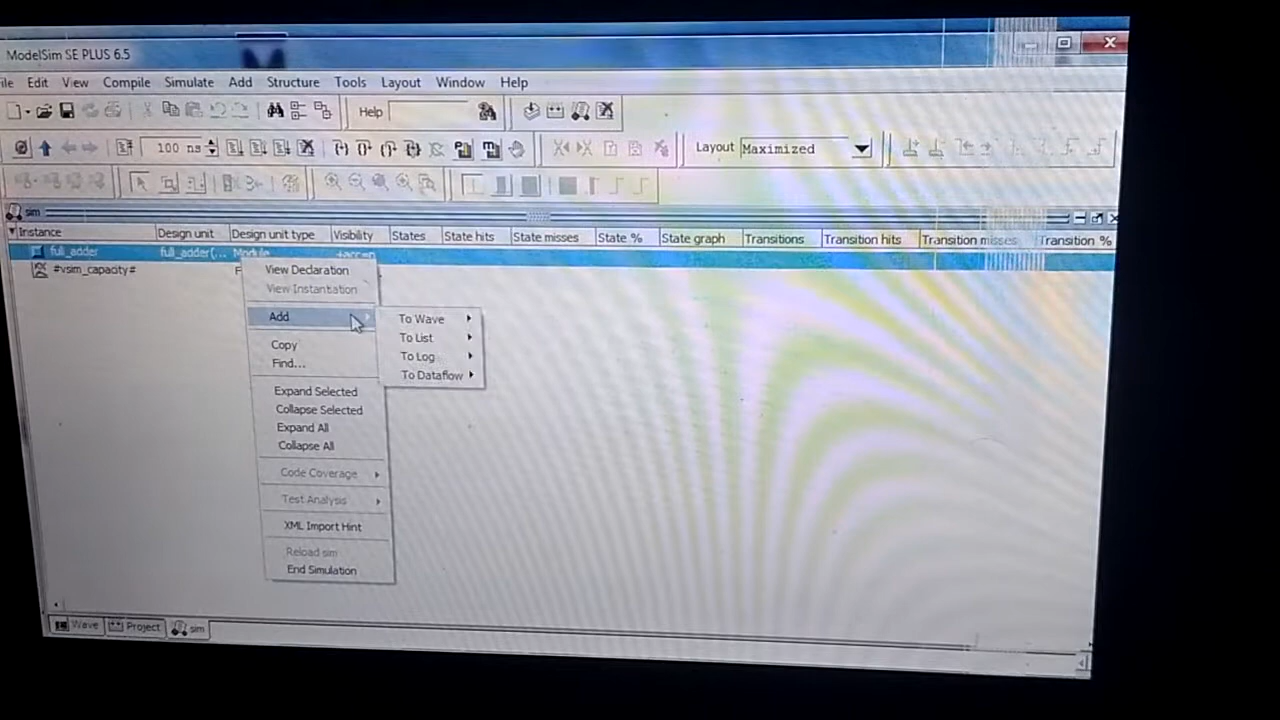 ModelSim SE PLUS 6.5
ile Edit View Compile Simulate Add Structure Tools Layout Window Help
Help
100 ns
Layout Maximized
sim
Instance Design unit Design unit type Visibility States State hits State misses State % State graph Transitions Transition hits Transition misses Transition %
full_adder full_adder(... Module
#vsim_capacity#
View Declaration
View Instantiation
Add
To Wave
To List
To Log
To Dataflow
Copy
Find...
Expand Selected
Collapse Selected
Expand All
Collapse All
Code Coverage
Test Analysis
XML Import Hint
Reload sim
End Simulation
Wave Project sim